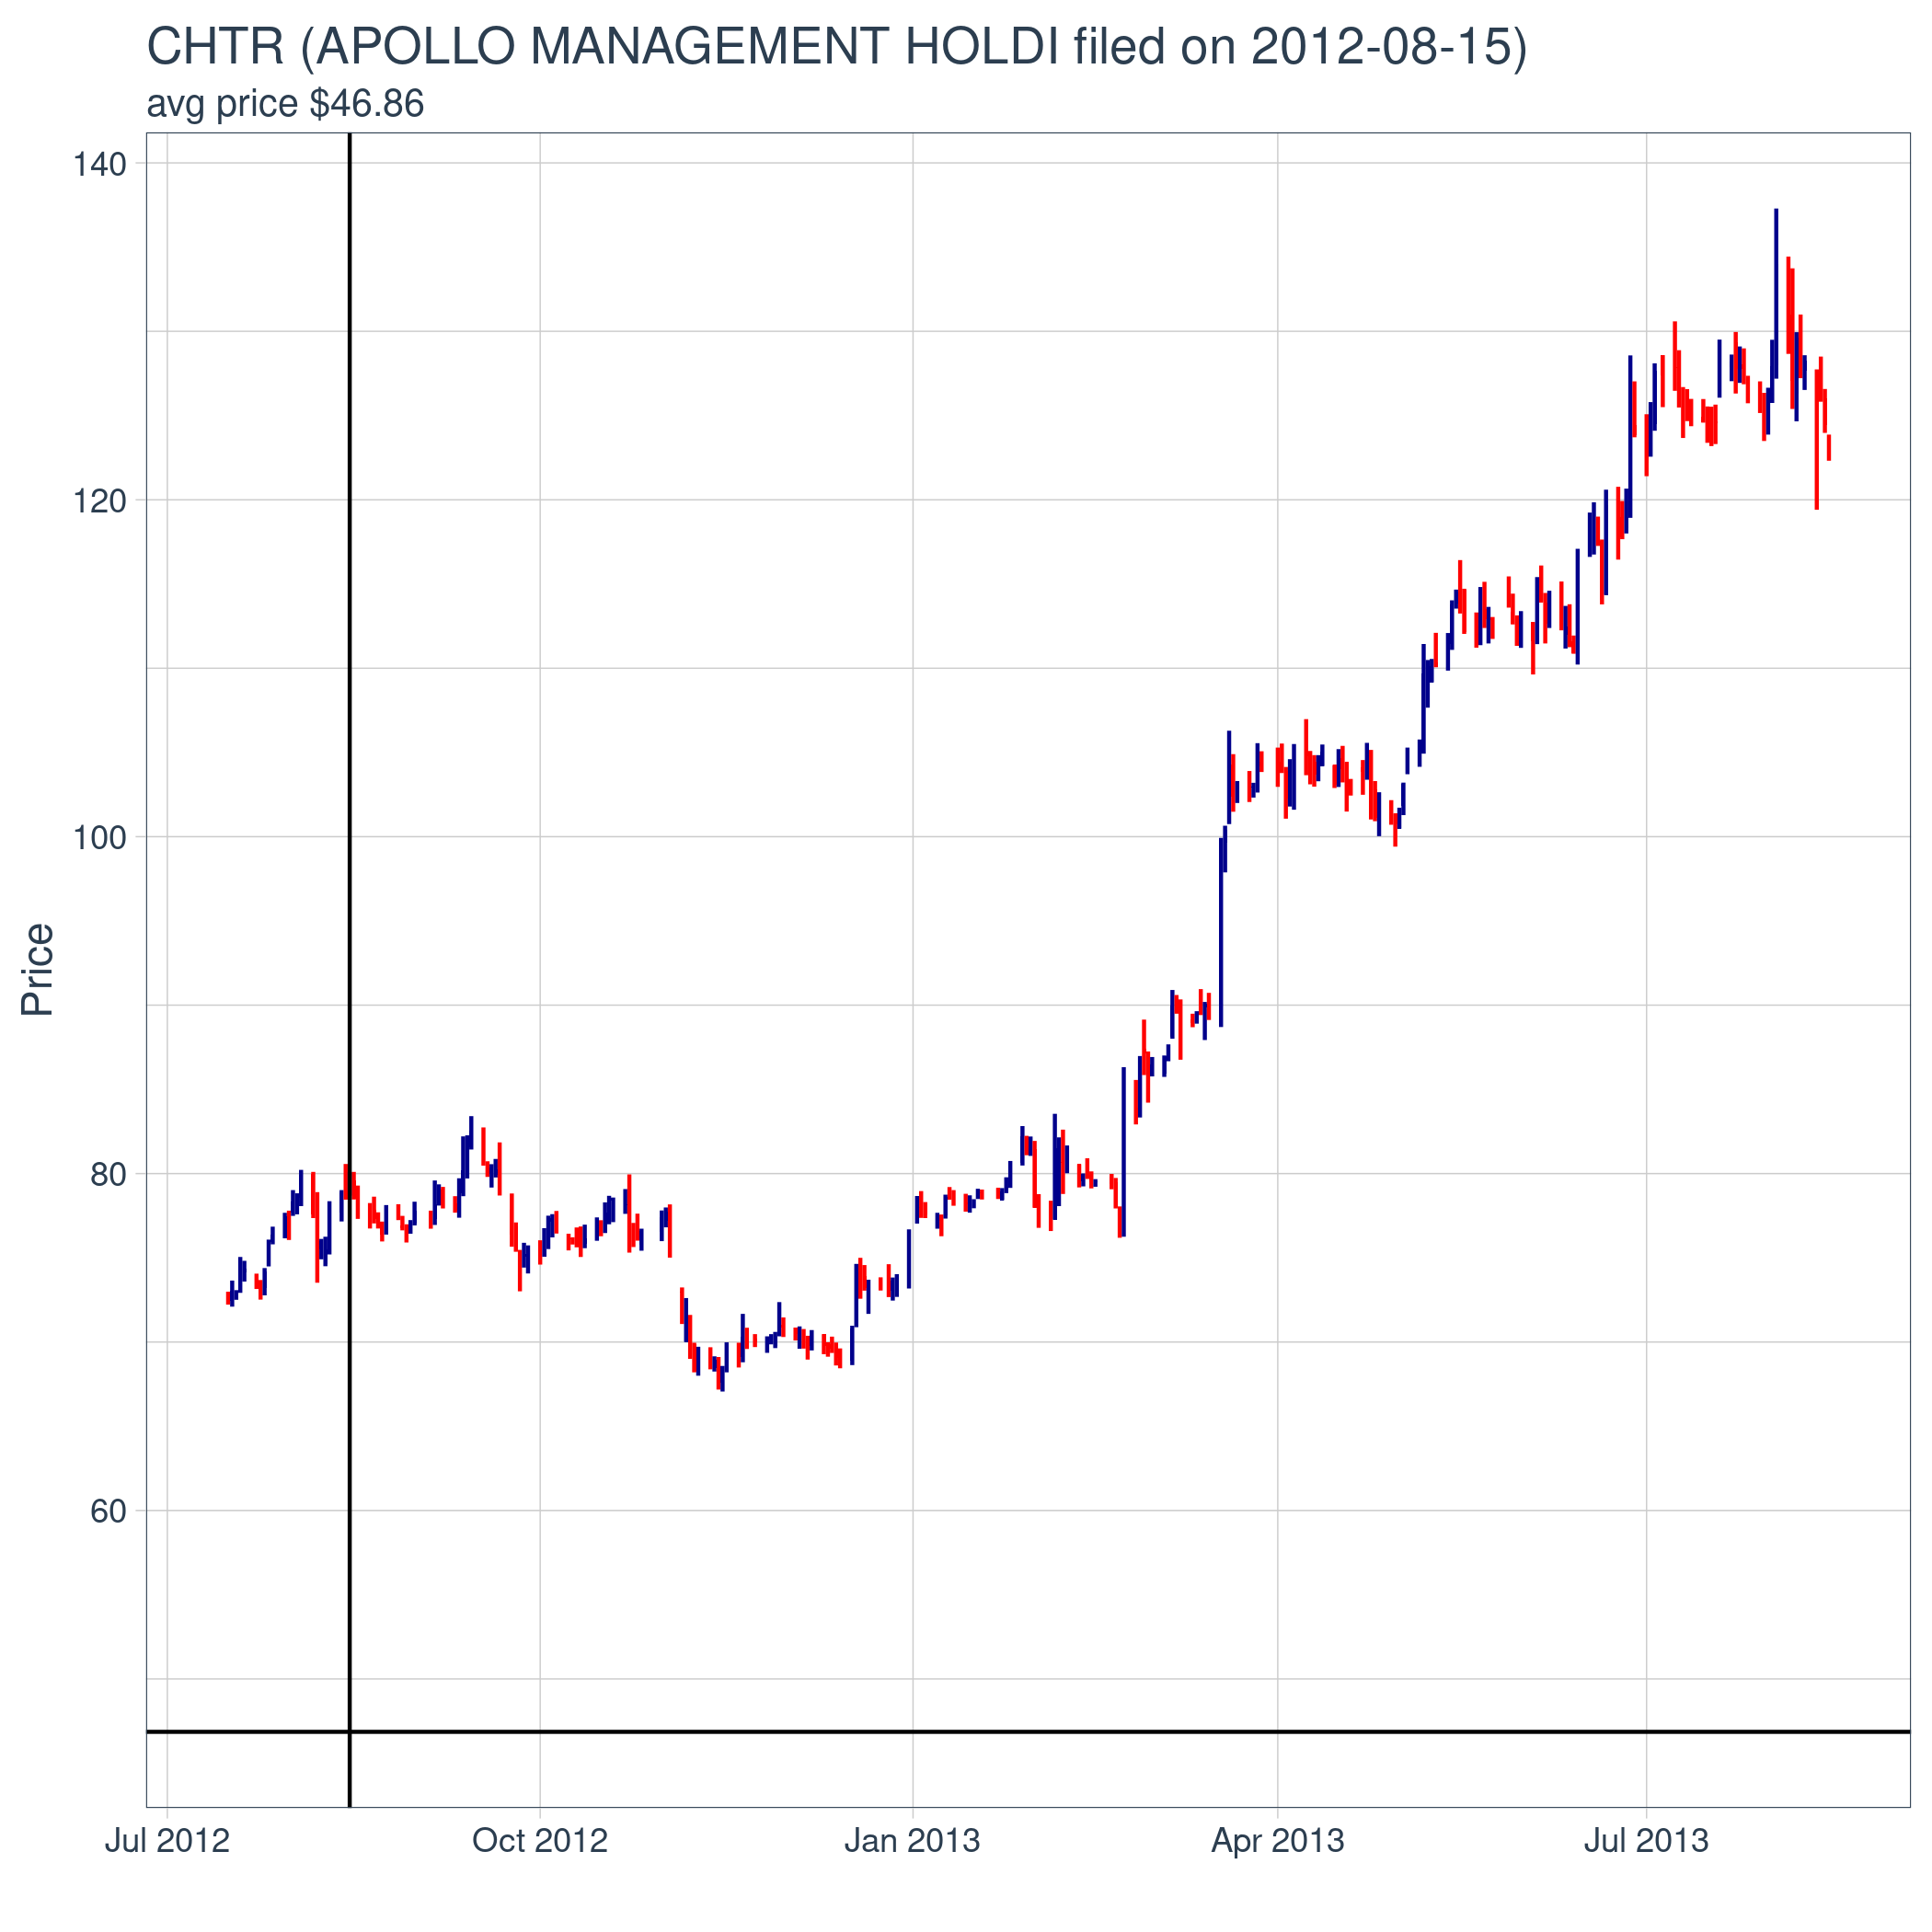 CHTR (APOLLO MANAGEMENT HOLDI filed on 2012-08-15)
avg price $46.86
140
120
100
80
60
Price
Jul 2012
Oct 2012
Jan 2013
Apr 2013
Jul 2013